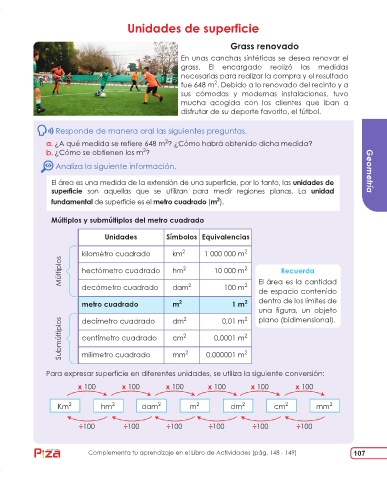 Unidades de superficie
Grass renovado
En unas canchas sintéticas se desea renovar el
grass. El encargado realizó las medidas
necesarias para realizar la compra y el resultado
fue 648 m². Debido a lo renovado del recinto y a
sus cómodas y modernas instalaciones, tuvo
mucha acogida con los clientes que iban a
disfrutar de su deporte favorito, el fútbol.
Responde de manera oral las siguientes preguntas.
a. ¿A qué medida se refiere 648 m²? ¿Cómo habrá obtenido dicha medida?
b. ¿Cómo se obtienen los m²?
Analiza la siguiente información.
El área es una medida de la extensión de una superficie, por lo tanto, las unidades de
superficie son aquellas que se utilizan para medir regiones planas. La unidad
fundamental de superficie es el metro cuadrado (m²).
Geometría
Múltiplos y submúltiplos del metro cuadrado
Unidades Símbolos Equivalencias
Múltiplos
kilómetro cuadrado km² 1 000 000 m²
hectómetro cuadrado hm² 10 000 m²
decámetro cuadrado dam² 100 m²
metro cuadrado m² 1 m²
Submúltiplos
decímetro cuadrado dm² 0,01 m²
centímetro cuadrado cm² 0,0001 m²
milímetro cuadrado mm² 0,000001 m²
Recuerda
El área es la cantidad
de espacio contenido
dentro de los límites de
una figura, un objeto
plano (bidimensional).
Para expresar superficie en diferentes unidades, se utiliza la siguiente conversión:
x 100 x 100 x 100 x 100 x 100 x 100
Km² hm² dam² m² dm² cm² mm²
÷100 ÷100 ÷100 ÷100 ÷100 ÷100
Piza
Complementa tu aprendizaje en el Libro de Actividades (pág. 148 - 149)
107